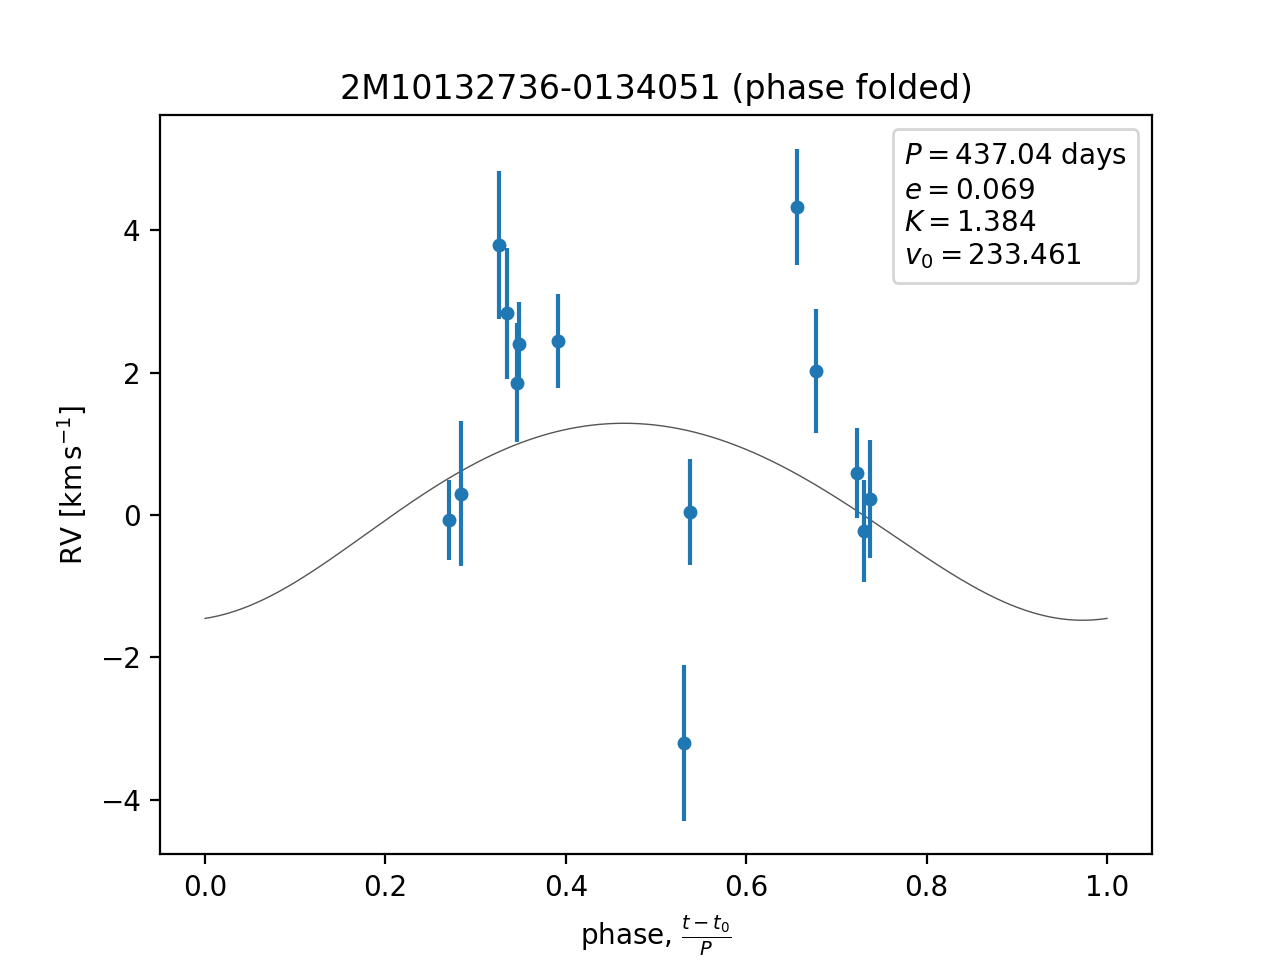 2M10132736-0134051 (phase folded)
P = 437.04 days
e = 0.069
K = 1.384
v₀ = 233.461
4
2
0
−2
−4
RV [km s⁻¹]
0.0 0.2 0.4 0.6 0.8 1.0
phase, (t − t₀)/P